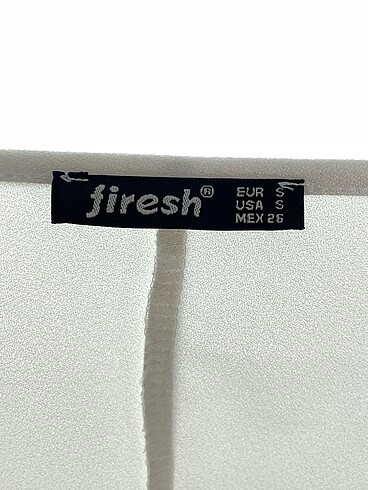 firesh®
EUR S
USA S
MEX 26